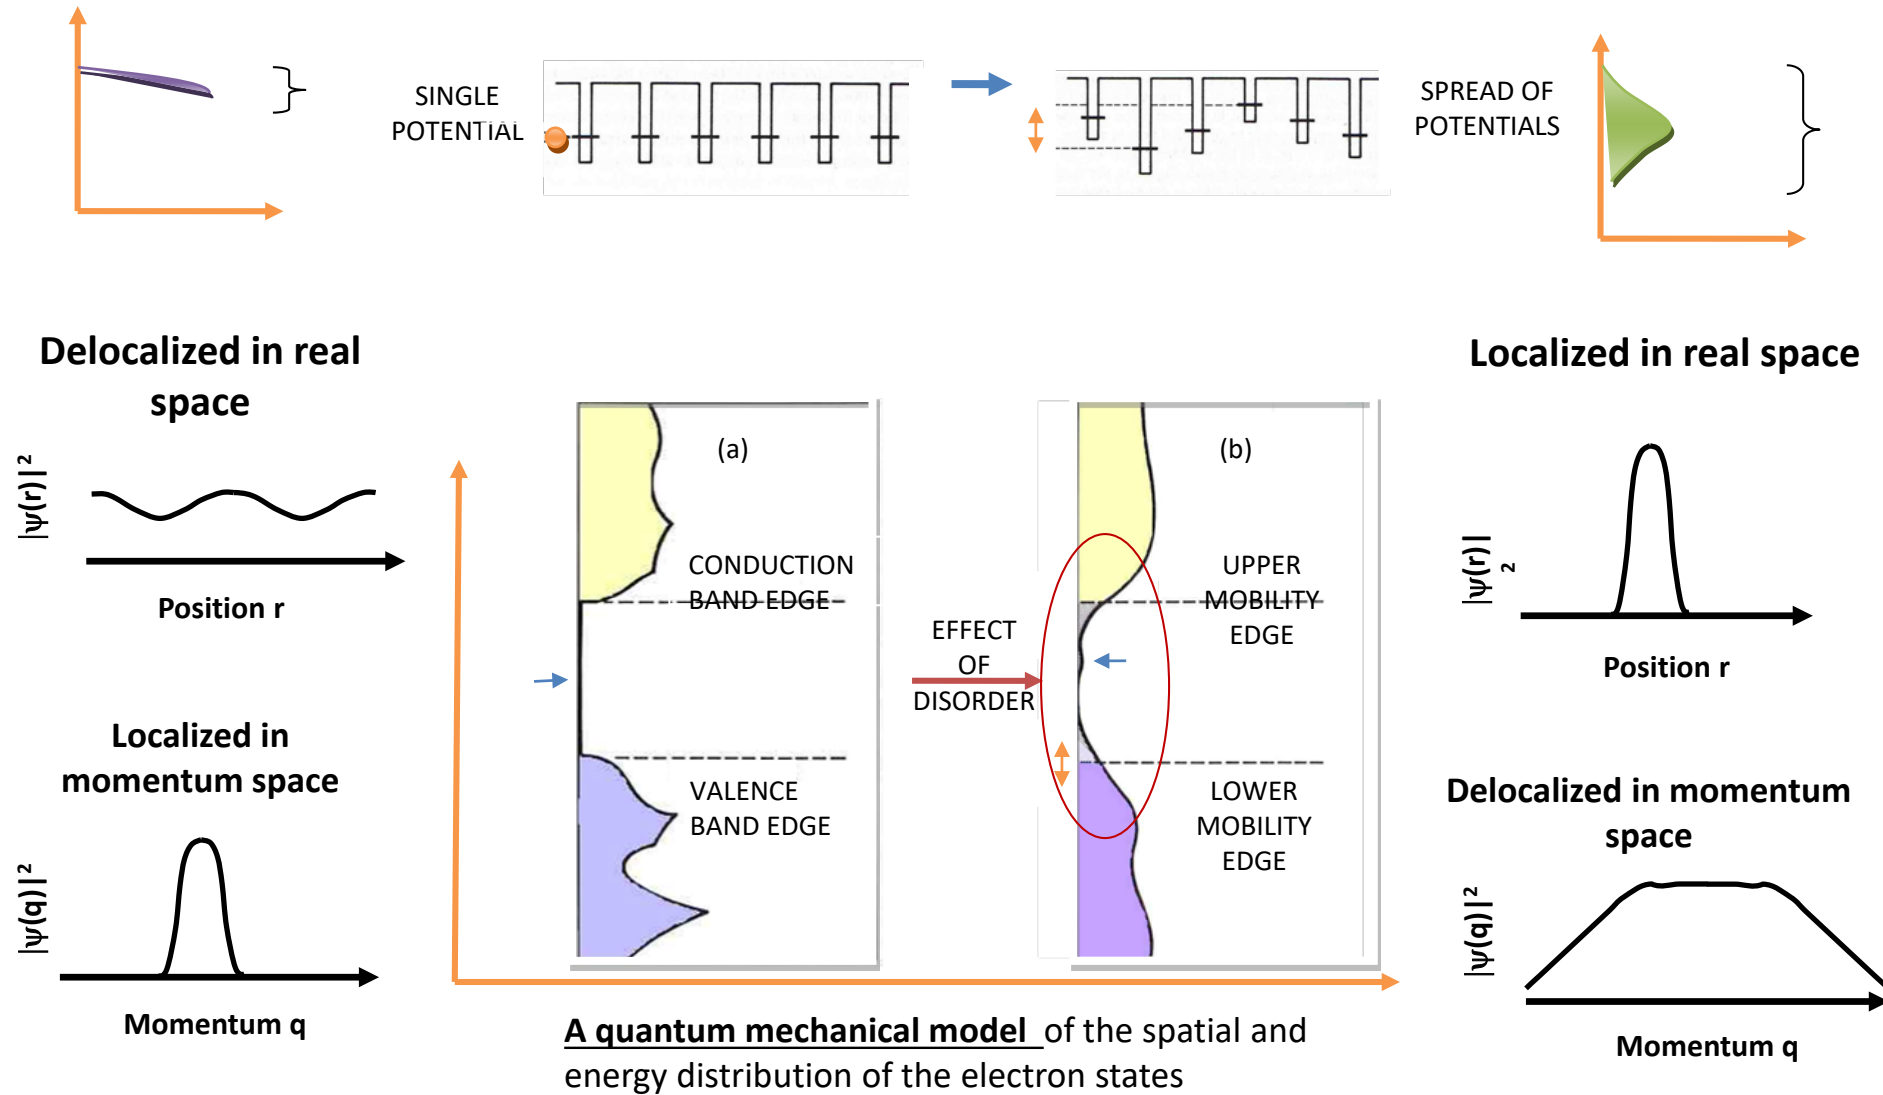 SINGLE
POTENTIAL
SPREAD OF
POTENTIALS
Delocalized in real
space
|ψ(r)|²
Position r
Localized in
momentum space
|ψ(q)|²
Momentum q
(a)
CONDUCTION
BAND EDGE
VALENCE
BAND EDGE
EFFECT
OF
DISORDER
(b)
UPPER
MOBILITY
EDGE
LOWER
MOBILITY
EDGE
Localized in real space
|ψ(r)|
2
Position r
Delocalized in momentum
space
|ψ(q)|²
Momentum q
A quantum mechanical model of the spatial and
energy distribution of the electron states